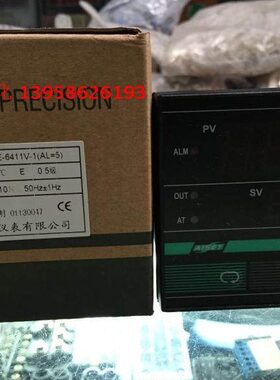 13958626193
PRECISION
E-6411V-1(AL=5)
℃ E 0.5级
50Hz±1Hz
01130017
仪表有限公司
PV
ALM
OUT
SV
AT
AISET